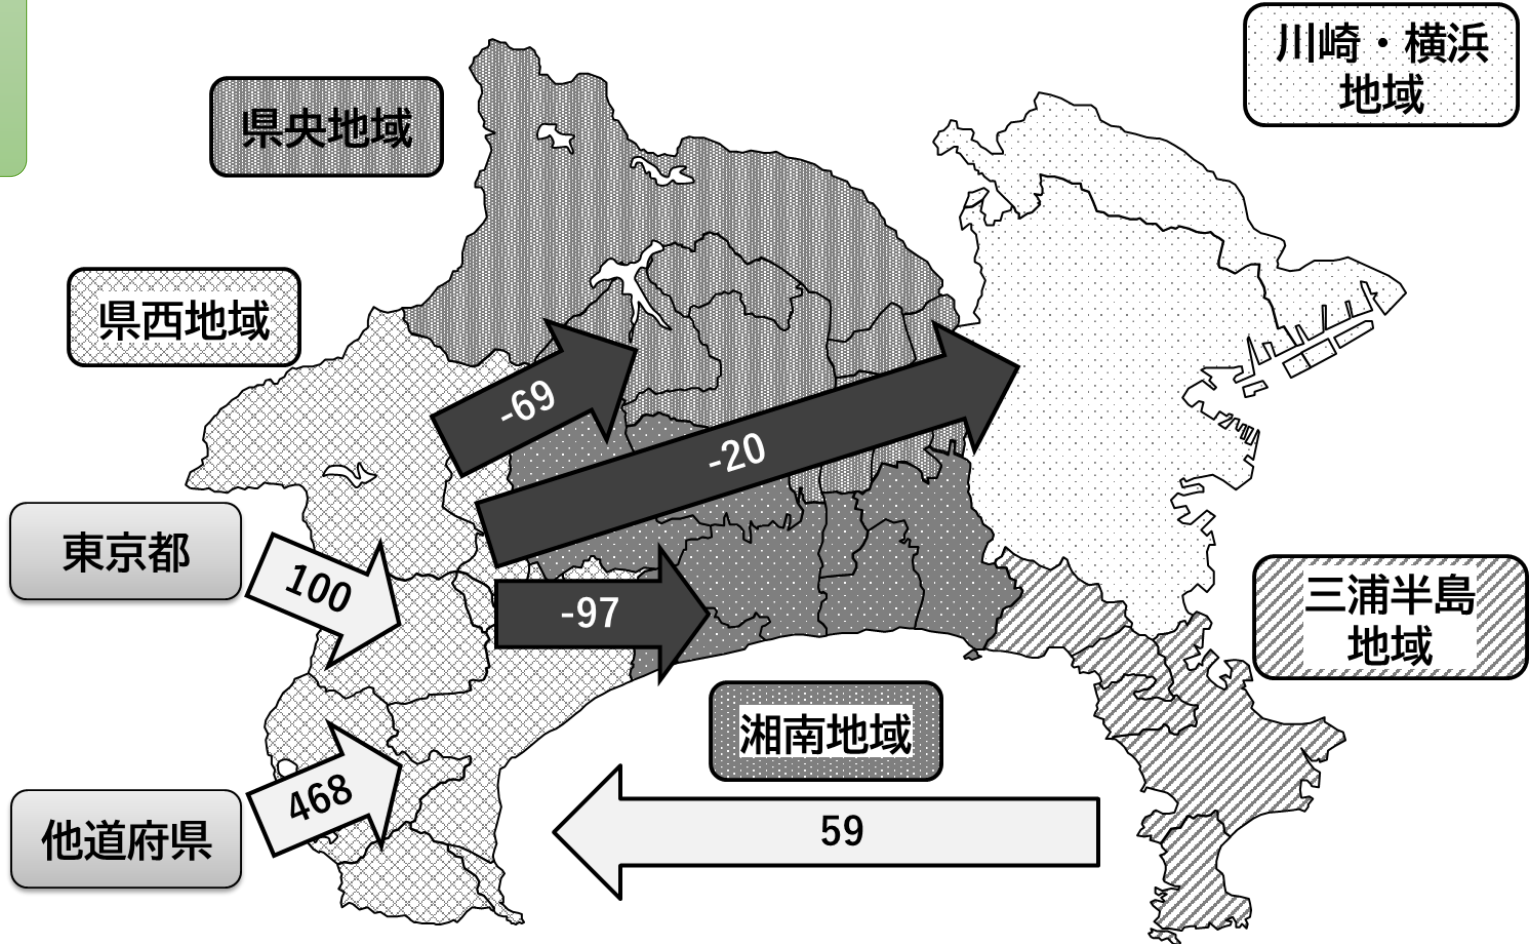 川崎・横浜
地域
県央地域
県西地域
-69
-20
東京都
100
-97
三浦半島
地域
湘南地域
468
59
他道府県